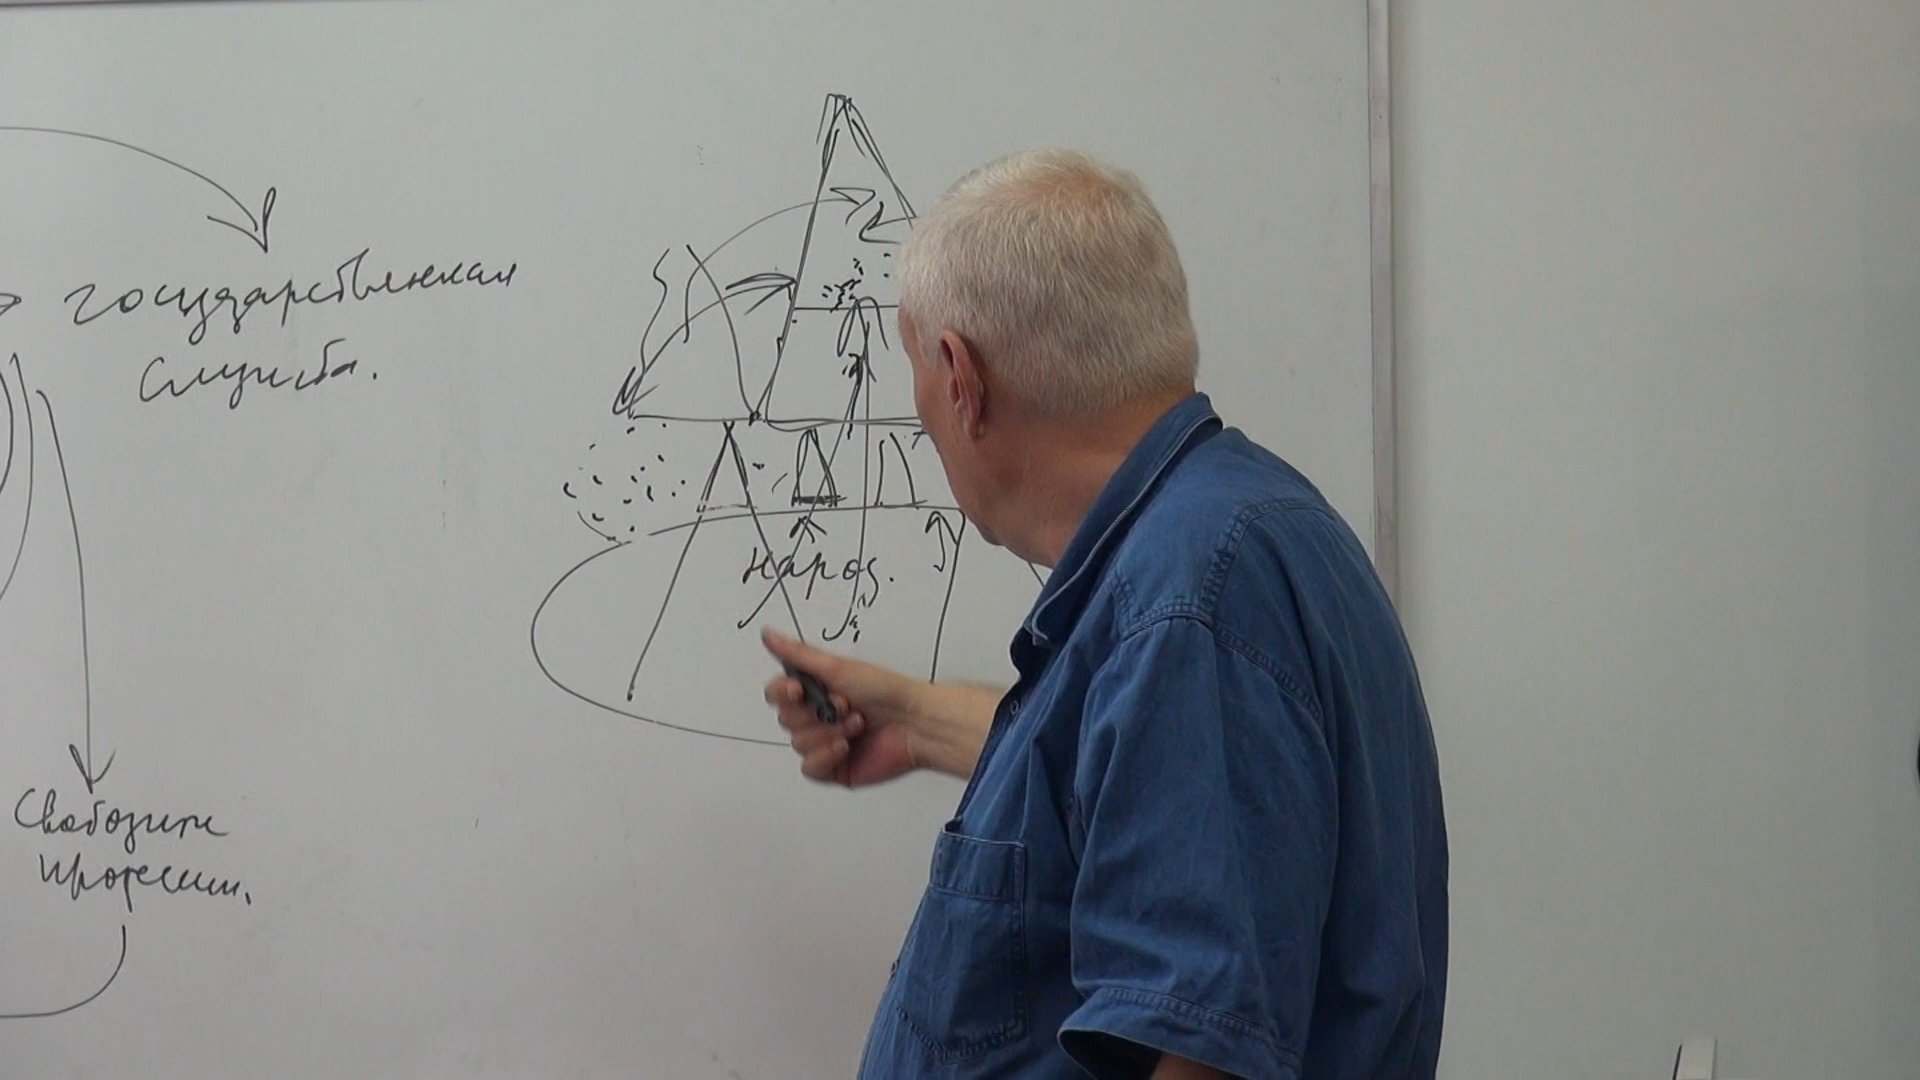 государственная
служба.
народ.
Свободные
профессии.